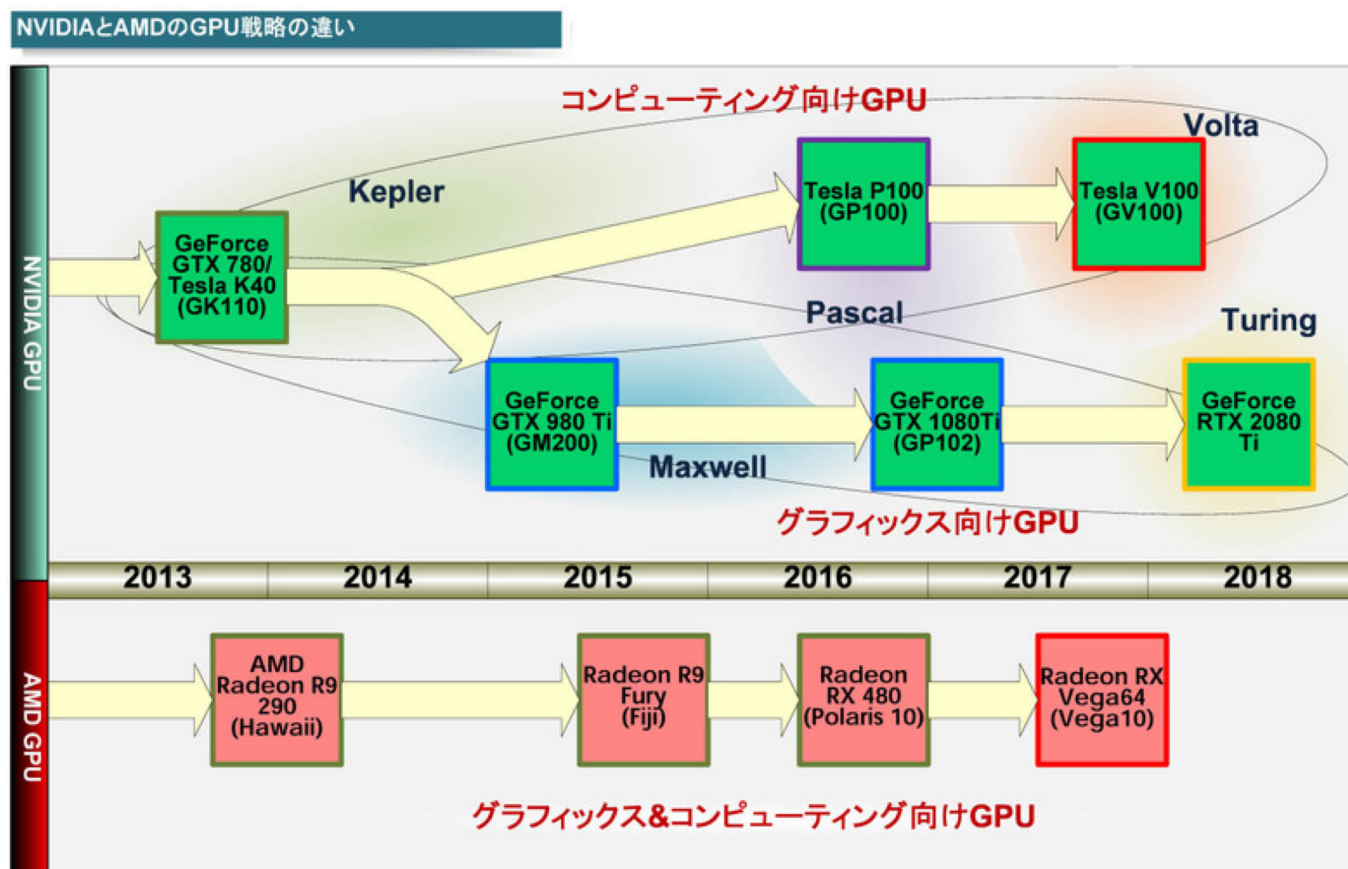 NVIDIAとAMDのGPU戦略の違い
コンピューティング向けGPU
Volta
Kepler
Tesla P100
(GP100)
Tesla V100
(GV100)
GeForce
GTX 780/
Tesla K40
(GK110)
NVIDIA GPU
Pascal
Turing
GeForce
GTX 980 Ti
(GM200)
GeForce
GTX 1080Ti
(GP102)
GeForce
RTX 2080
Ti
Maxwell
グラフィックス向けGPU
2013
2014
2015
2016
2017
2018
AMD GPU
AMD
Radeon R9
290
(Hawaii)
Radeon R9
Fury
(Fiji)
Radeon
RX 480
(Polaris 10)
Radeon RX
Vega64
(Vega10)
グラフィックス&コンピューティング向けGPU